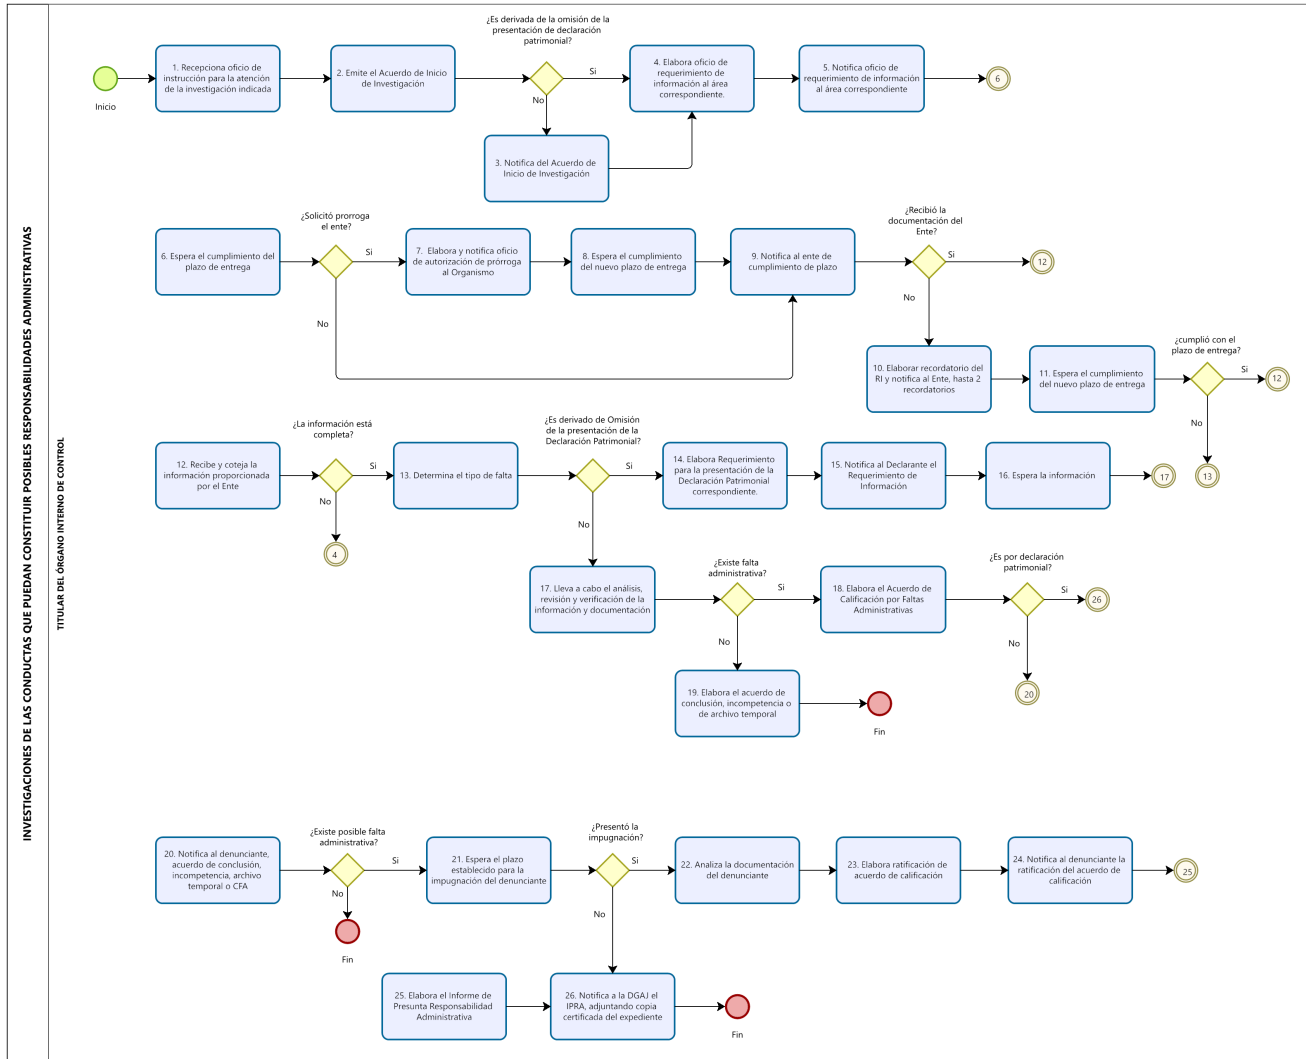 INVESTIGACIONES DE LAS CONDUCTAS QUE PUEDAN CONSTITUIR POSIBLES RESPONSABILIDADES ADMINISTRATIVAS
TITULAR DEL ÓRGANO INTERNO DE CONTROL
Inicio
1. Recepciona oficio de
instrucción para la atención
de la investigación indicada
2. Emite el Acuerdo de Inicio
de Investigación
¿Es derivada de la omisión de la
presentación de declaración
patrimonial?
Si
No
3. Notifica del Acuerdo de
Inicio de Investigación
4. Elabora oficio de
requerimiento de
información al área
correspondiente.
5. Notifica oficio de
requerimiento de información
al área correspondiente
6
6. Espera el cumplimiento del
plazo de entrega
¿Solicitó prorroga
el ente?
Si
No
7. Elabora y notifica oficio
de autorización de prórroga
al Organismo
8. Espera el cumplimiento
del nuevo plazo de entrega
9. Notifica al ente de
cumplimiento de plazo
¿Recibió la
documentación del
Ente?
Si
12
No
10. Elaborar recordatorio del
RI y notifica al Ente, hasta 2
recordatorios
11. Espera el cumplimiento
del nuevo plazo de entrega
¿cumplió con el
plazo de entrega?
Si
12
No
13
12. Recibe y coteja la
información proporcionada
por el Ente
¿La información está
completa?
Si
No
4
13. Determina el tipo de falta
¿Es derivado de Omisión
de la presentación de la
Declaración Patrimonial?
Si
No
14. Elabora Requerimiento
para la presentación de la
Declaración Patrimonial
correspondiente.
15. Notifica al Declarante el
Requerimiento de
Información
16. Espera la información
17
17. Lleva a cabo el análisis,
revisión y verificación de la
información y documentación
¿Existe falta
administrativa?
Si
No
18. Elabora el Acuerdo de
Calificación por Faltas
Administrativas
¿Es por declaración
patrimonial?
Si
26
No
20
19. Elabora el acuerdo de
conclusión, incompetencia o
de archivo temporal
Fin
20. Notifica al denunciante,
acuerdo de conclusión,
incompetencia, archivo
temporal o CFA
¿Existe posible falta
administrativa?
Si
No
Fin
21. Espera el plazo
establecido para la
impugnación del denunciante
¿Presentó la
impugnación?
Si
No
22. Analiza la documentación
del denunciante
23. Elabora ratificación de
acuerdo de calificación
24. Notifica al denunciante la
ratificación del acuerdo de
calificación
25
25. Elabora el Informe de
Presunta Responsabilidad
Administrativa
26. Notifica a la DGAJ el
IPRA, adjuntando copia
certificada del expediente
Fin